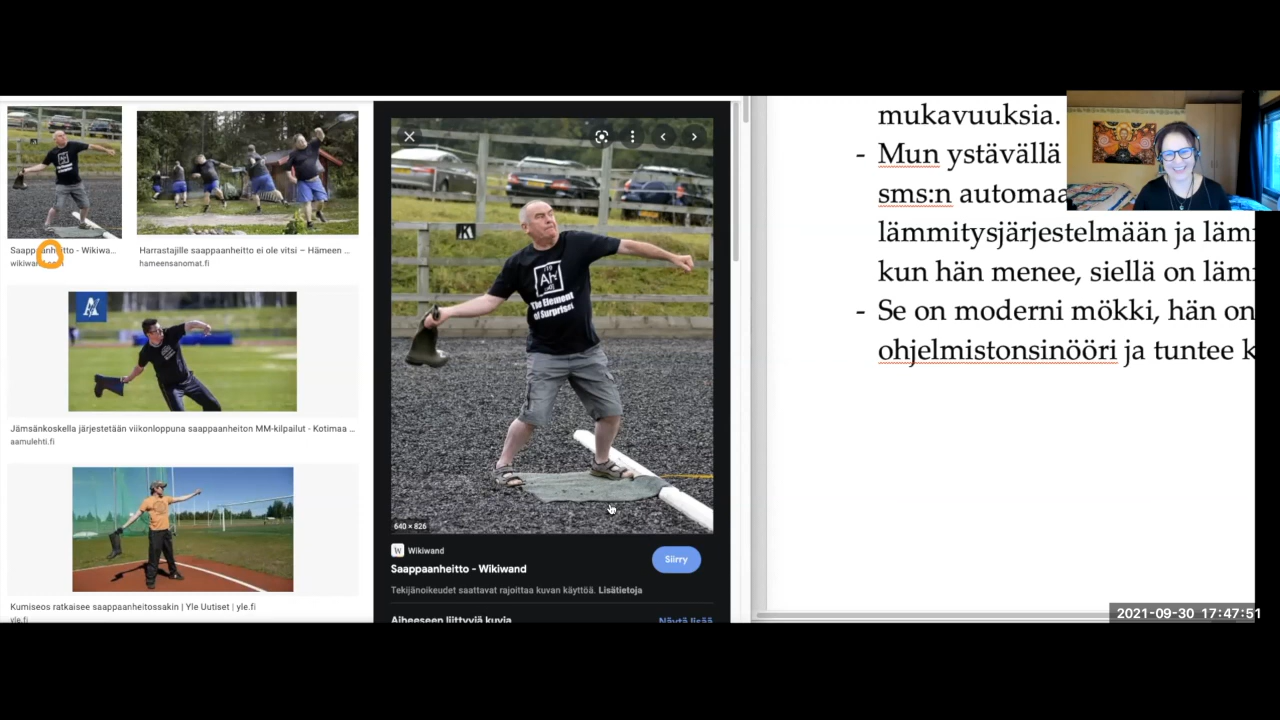 Saappaanheitto - Wikiwa...
Harrastajille saappaanheitto ei ole vitsi – Hämeen ...
hameensanomat.fi
Jämsänkoskella järjestetään viikonloppuna saappaanheiton MM-kilpailut - Kotimaa ...
aamulehti.fi
Kumiseos ratkaisee saappaanheitossakin | Yle Uutiset | yle.fi
yle.fi
AH
The Element
of Surprise
640 × 826
W Wikiwand
Siirry
Saappaanheitto - Wikiwand
Tekijänoikeudet saattavat rajoittaa kuvan käyttöä. Lisätietoja
Aiheeseen liittyviä kuvia
Näytä lisää
mukavuuksia.
- Mun ystävällä
sms:n automaa
lämmitysjärjestelmään ja läm
kun hän menee, siellä on läm
- Se on moderni mökki, hän on
ohjelmistonsinööri ja tuntee k
2021-09-30 17:47:51